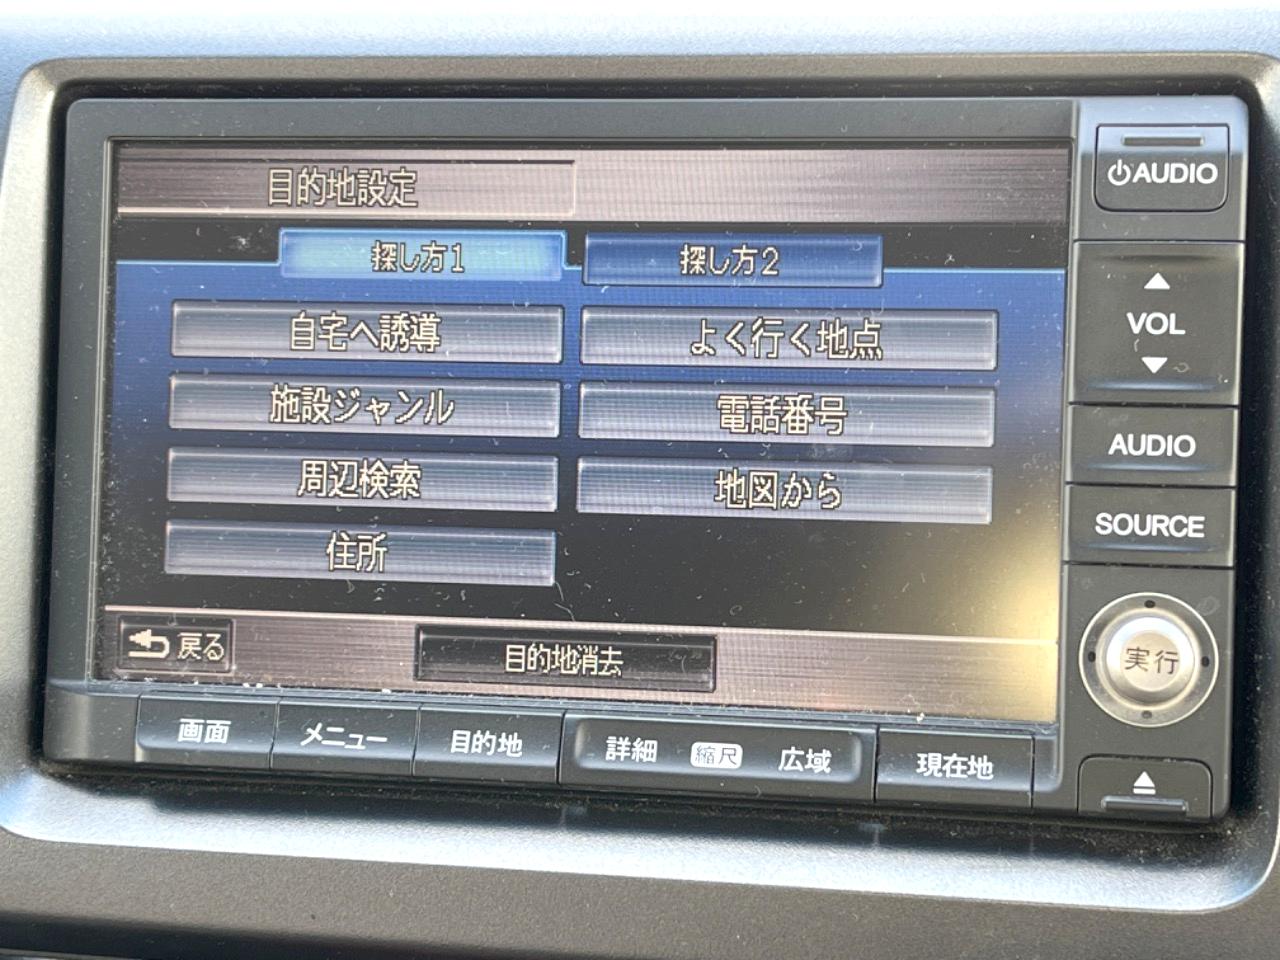 目的地設定
探し方1
探し方2
自宅へ誘導
よく行く地点
施設ジャンル
電話番号
周辺検索
地図から
住所
戻る
目的地消去
画面
メニュー
目的地
詳細
縮尺
広域
現在地
AUDIO
VOL
AUDIO
SOURCE
実行